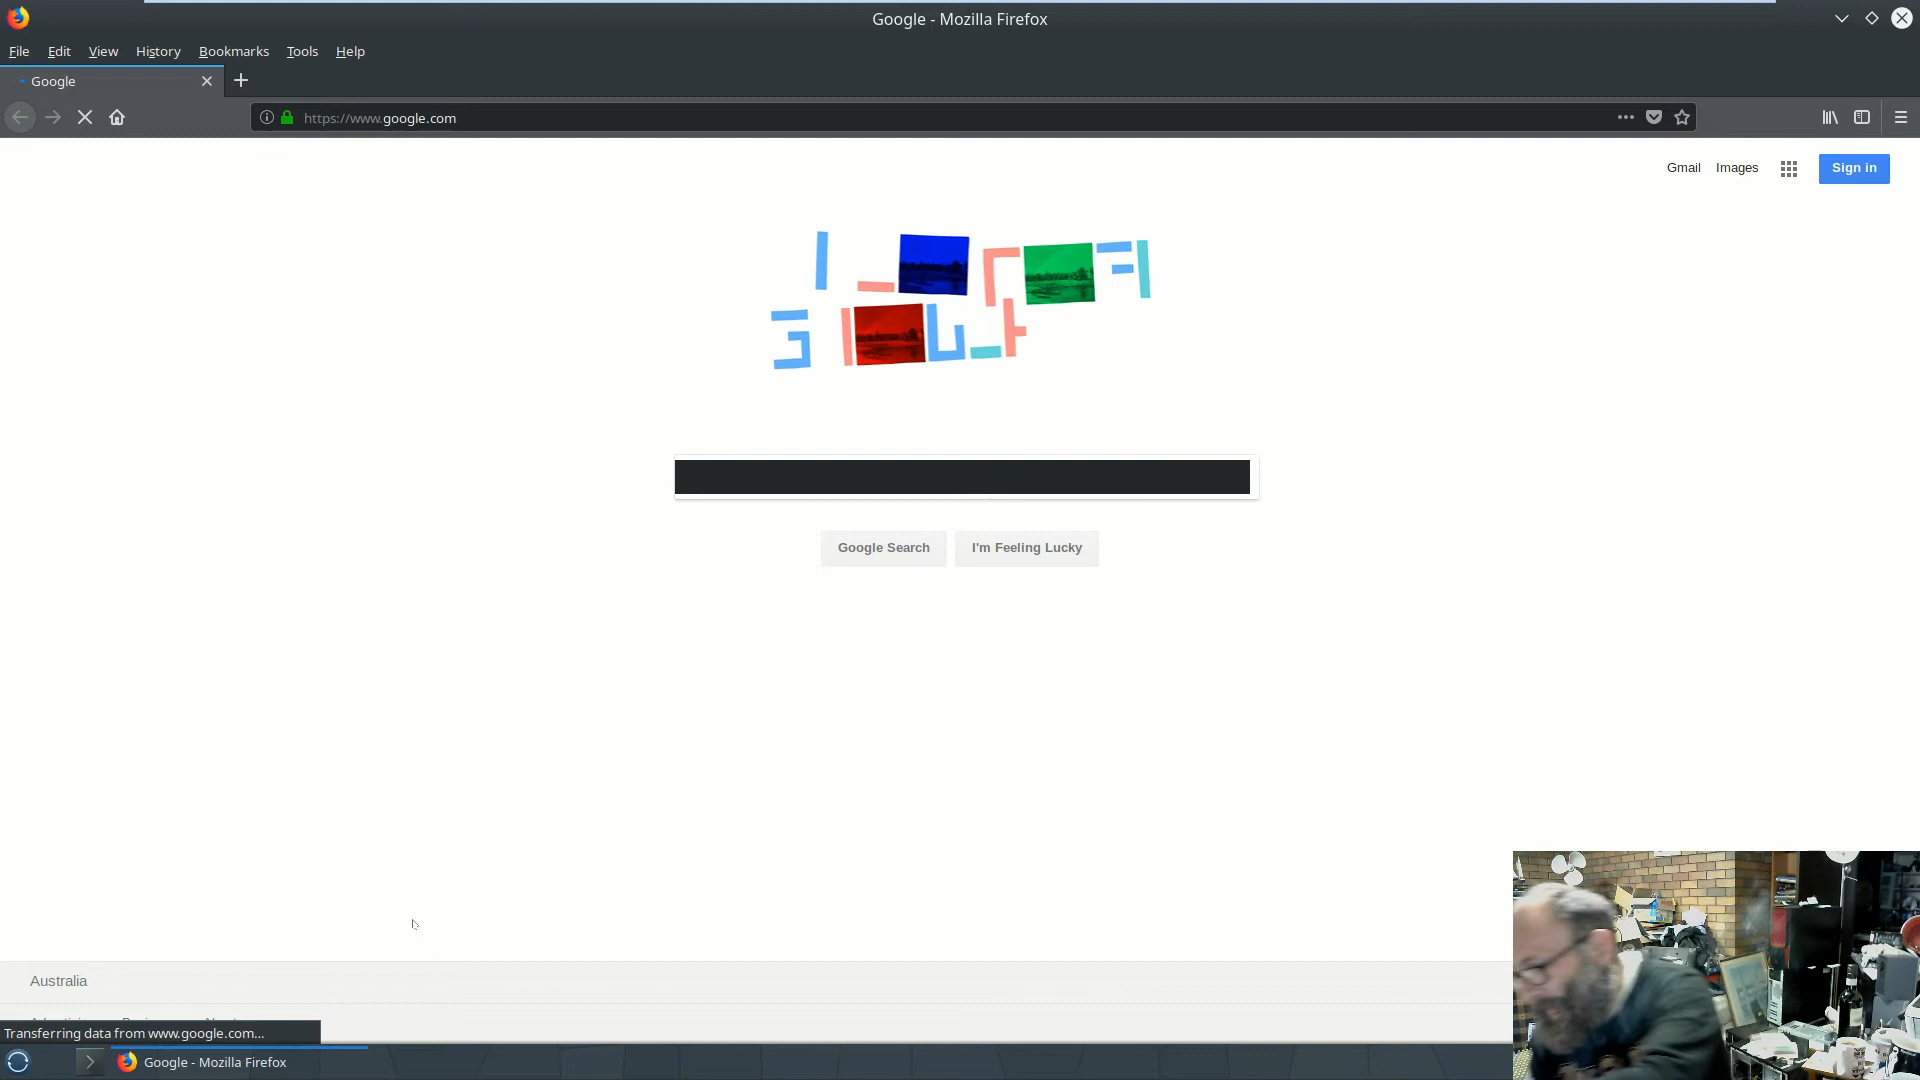 Google - Mozilla Firefox
File Edit View History Bookmarks Tools Help
Google
https://www.google.com
Gmail Images Sign in
Google Search I'm Feeling Lucky
Australia
Transferring data from www.google.com...
Google - Mozilla Firefox